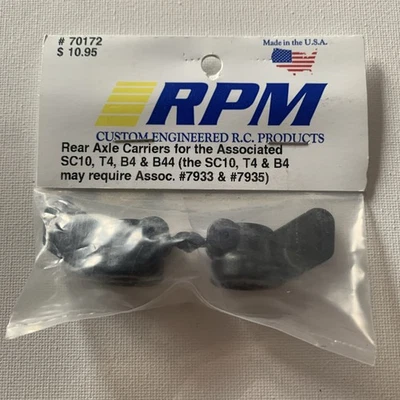 # 70172
$ 10.95
Made in the U.S.A.
RPM
CUSTOM ENGINEERED R.C. PRODUCTS
Rear Axle Carriers for the Associated
SC10, T4, B4 & B44 (the SC10, T4 & B4
may require Assoc. #7933 & #7935)